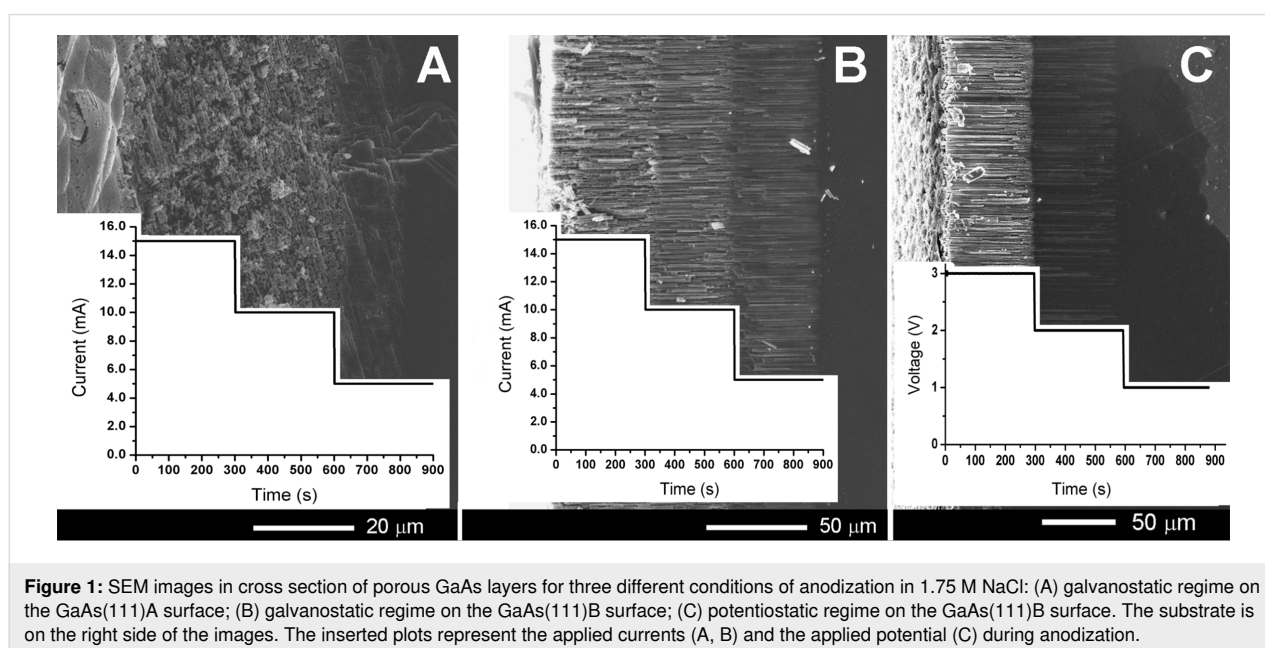 A
B
C
16.0
14.0
12.0
10.0
8.0
6.0
4.0
2.0
0.0
Current (mA)
0 100 200 300 400 500 600 700 800 900
Time (s)
20 μm
16.0
14.0
12.0
10.0
8.0
6.0
4.0
2.0
0.0
Current (mA)
0 100 200 300 400 500 600 700 800 900
Time (s)
50 μm
3
2
1
0
Voltage (V)
0 100 200 300 400 500 600 700 800 900
Time (s)
50 μm
Figure 1: SEM images in cross section of porous GaAs layers for three different conditions of anodization in 1.75 M NaCl: (A) galvanostatic regime on
the GaAs(111)A surface; (B) galvanostatic regime on the GaAs(111)B surface; (C) potentiostatic regime on the GaAs(111)B surface. The substrate is
on the right side of the images. The inserted plots represent the applied currents (A, B) and the applied potential (C) during anodization.